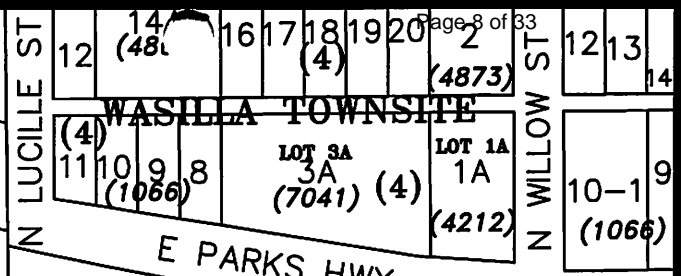 Page 8 of 33
N LUCILLE ST
12
14
16 17 18 19 20
2
(4)
(4873)
N WILLOW ST
12 13
14
WASILLA TOWNSITE
(4)
11 10 9 8
(1066)
LOT 3A
3A
(7041) (4)
LOT 1A
1A
(4212)
10-1 9
(1066)
E PARKS HWY